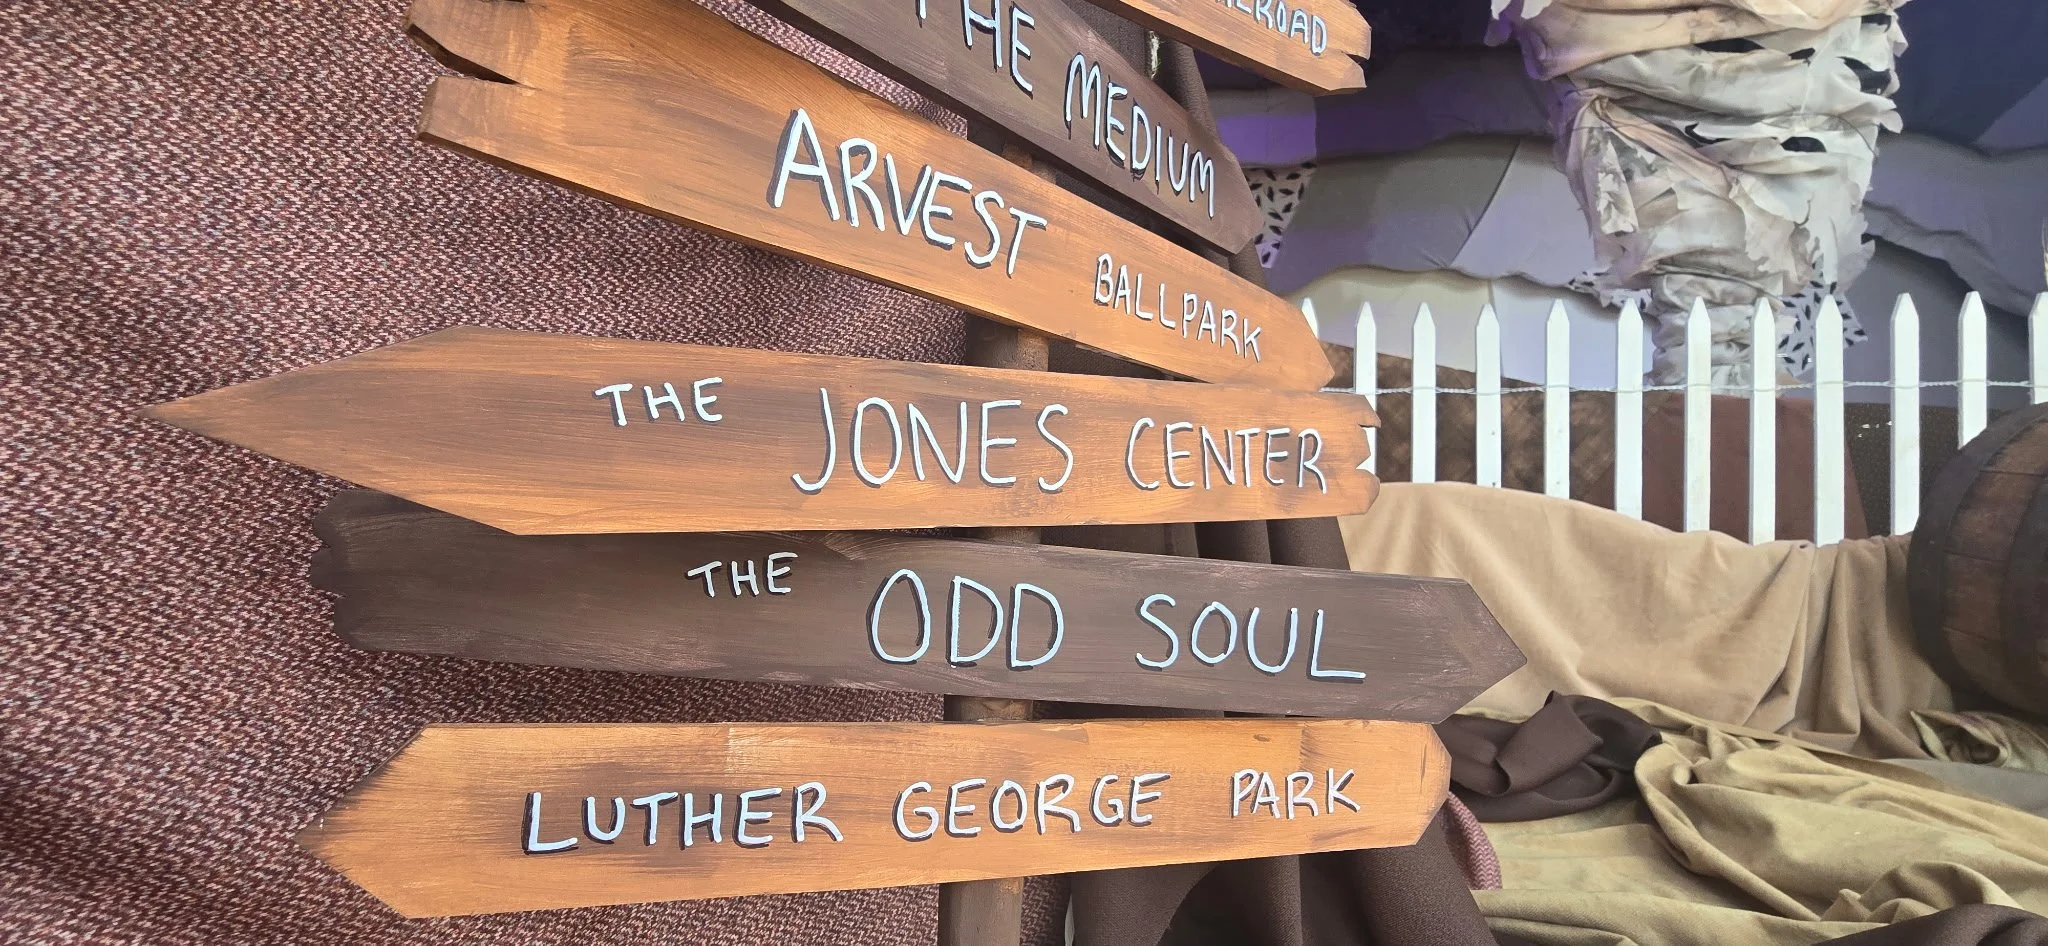 THE MEDIUM
ARVEST BALLPARK
THE JONES CENTER
THE ODD SOUL
LUTHER GEORGE PARK